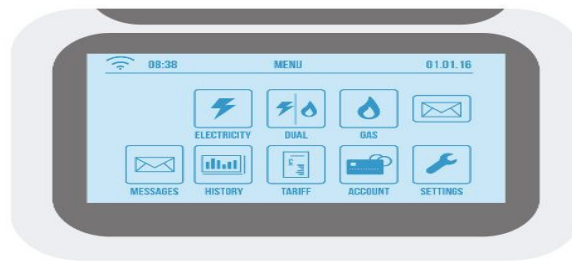 08:38 MENU 01.01.16
ELECTRICITY DUAL GAS
£
MESSAGES HISTORY TARIFF ACCOUNT SETTINGS